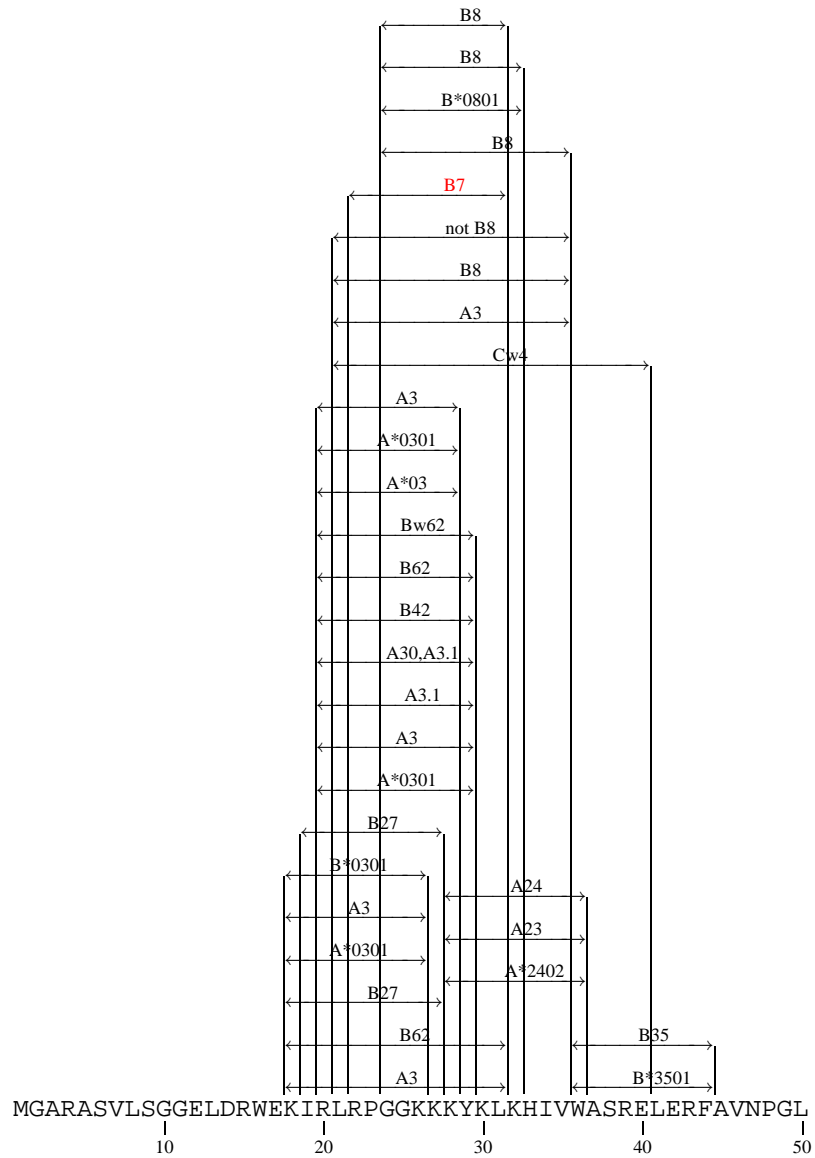 B8
B8
B*0801
B8
B7
not B8
B8
A3
Cw4
A3
A*0301
A*03
Bw62
B62
B42
A30,A3.1
A3.1
A3
A*0301
B27
B*0301
A24
A3
A23
A*0301
A*2402
B27
B62 B35
A3 B*3501
MGARASVLSGGELDRWEKIRLRPGGKKKYKLKHIVWASRELERFAVNPGL
10 20 30 40 50